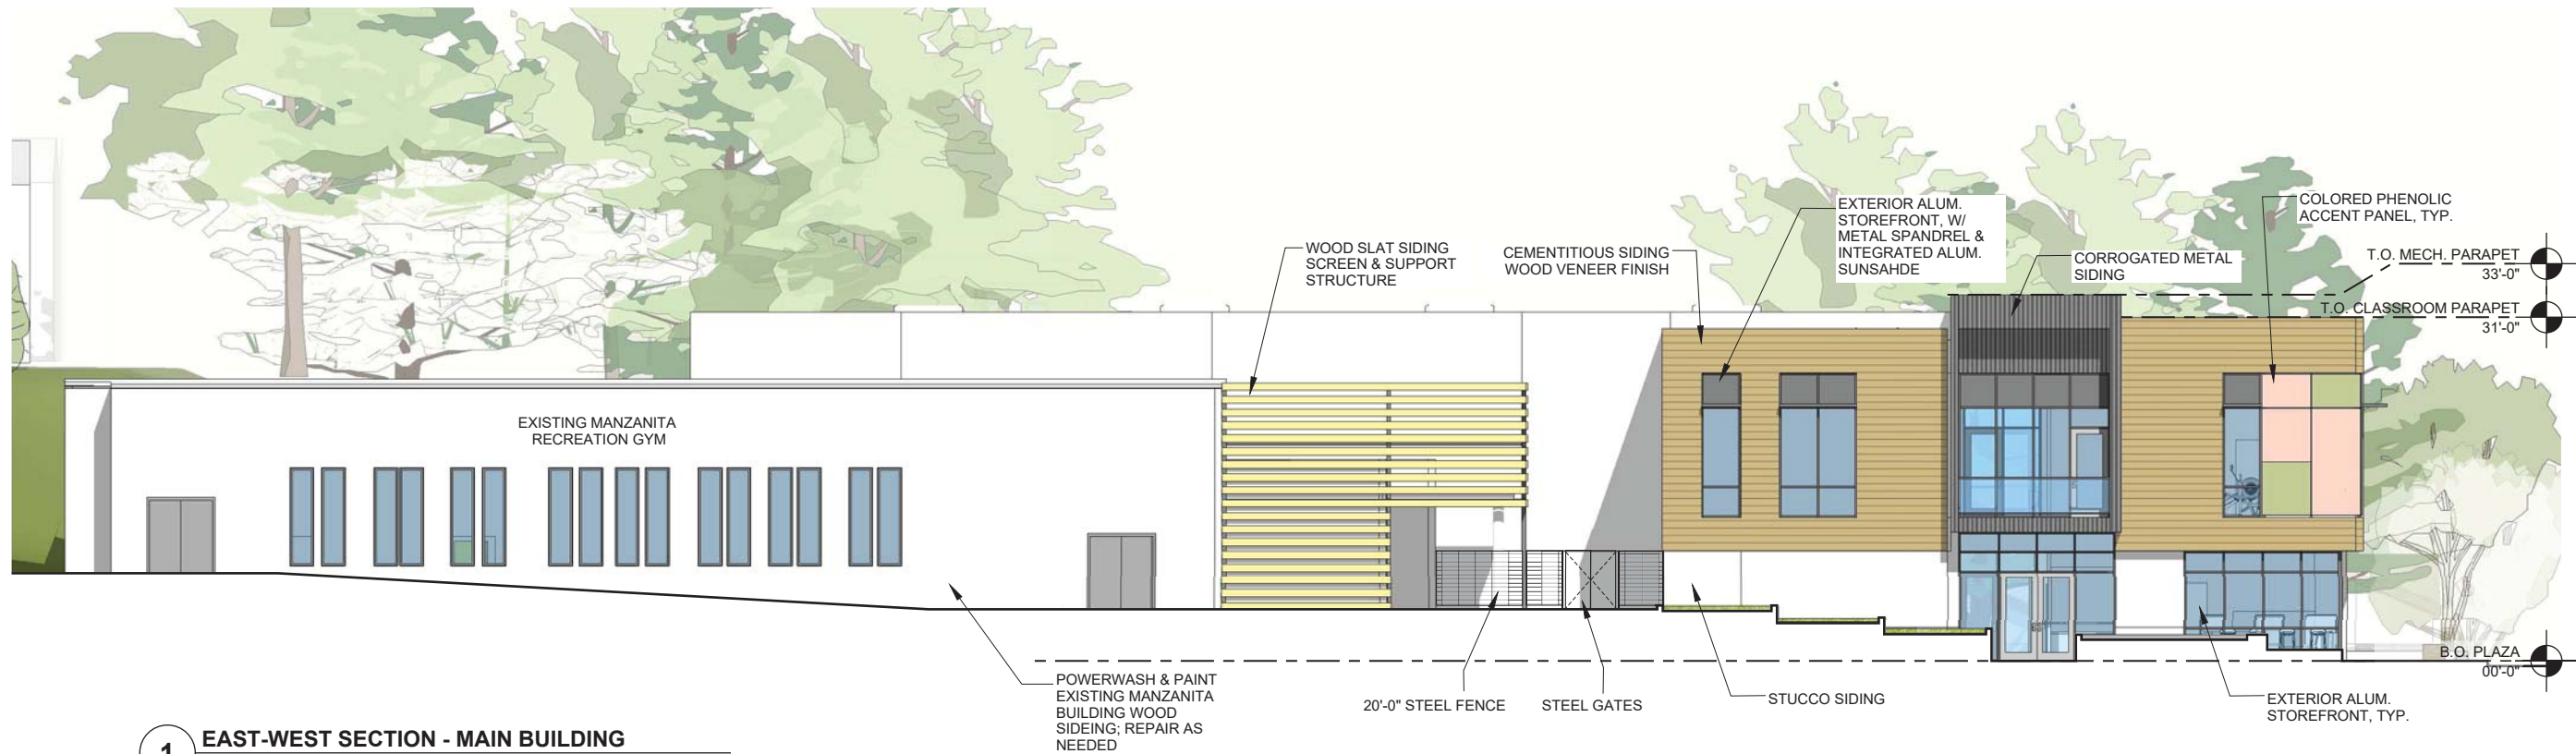 EXTERIOR ALUM.
STOREFRONT, W/
METAL SPANDREL &
INTEGRATED ALUM.
SUNSAHDE
COLORED PHENOLIC
ACCENT PANEL, TYP.
WOOD SLAT SIDING
SCREEN & SUPPORT
STRUCTURE
CEMENTITIOUS SIDING
WOOD VENEER FINISH
CORROGATED METAL
SIDING
T.O. MECH. PARAPET
33'-0"
T.O. CLASSROOM PARAPET
31'-0"
EXISTING MANZANITA
RECREATION GYM
B.O. PLAZA
00'-0"
POWERWASH & PAINT
EXISTING MANZANITA
BUILDING WOOD
SIDEING; REPAIR AS
NEEDED
20'-0" STEEL FENCE
STEEL GATES
STUCCO SIDING
EXTERIOR ALUM.
STOREFRONT, TYP.
1
EAST-WEST SECTION - MAIN BUILDING